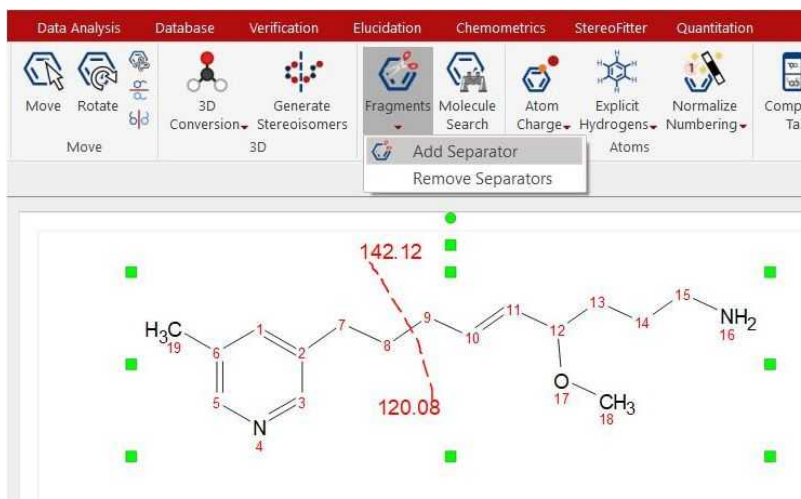 Data Analysis Database Verification Elucidation Chemometrics StereoFitter Quantitation
Move Rotate 3D Generate Fragments Molecule Atom Explicit Normalize
Conversion Stereoisomers Search Charge Hydrogens Numbering
Move 3D Atoms
Add Separator
Remove Separators
142.12
7 9 11 13 15
H3C 1 NH2
19 6 2 8 10 12 14 16
5 3 O
N 120.08 17 CH3
4 18